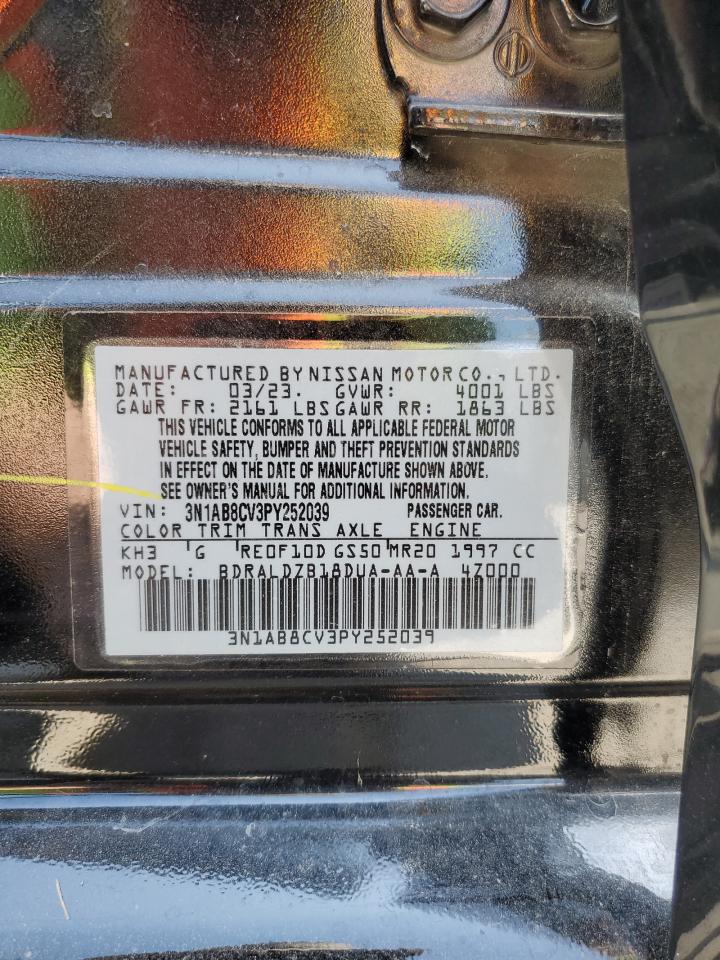 MANUFACTURED BY NISSAN MOTOR CO., LTD.
DATE: 03/23. GVWR: 4001 LBS
GAWR FR: 2161 LBS GAWR RR: 1863 LBS
THIS VEHICLE CONFORMS TO ALL APPLICABLE FEDERAL MOTOR
VEHICLE SAFETY, BUMPER AND THEFT PREVENTION STANDARDS
IN EFFECT ON THE DATE OF MANUFACTURE SHOWN ABOVE.
SEE OWNER'S MANUAL FOR ADDITIONAL INFORMATION.
VIN: 3N1AB8CV3PY252039 PASSENGER CAR.
COLOR TRIM TRANS AXLE ENGINE
KH3 G RE0F10D GS50 MR20 1997 CC
MODEL: BDRALDZB18DUA-AA-A 4Z000
3N1AB8CV3PY252039